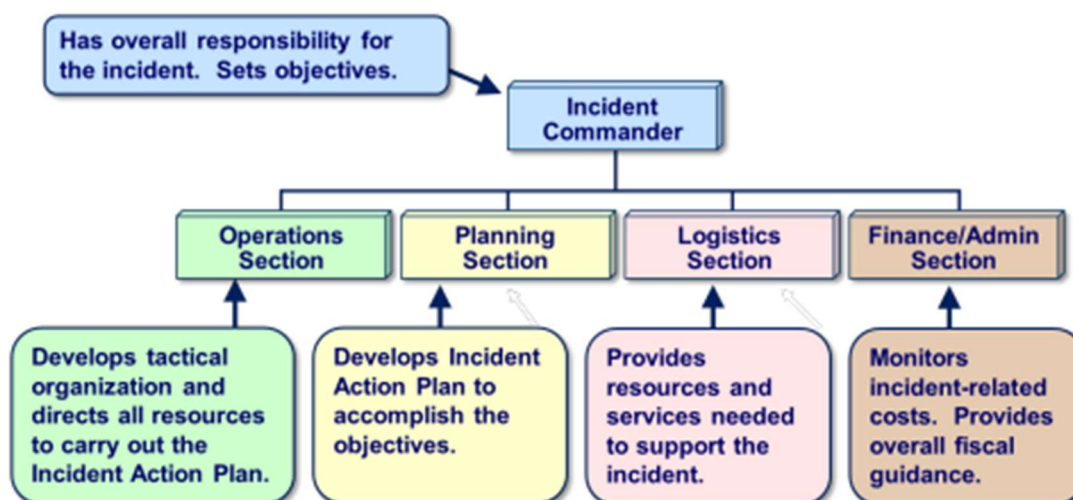 Has overall responsibility for
the incident.  Sets objectives.
Incident
Commander
Operations
Section
Planning
Section
Logistics
Section
Finance/Admin
Section
Develops tactical
organization and
directs all resources
to carry out the
Incident Action Plan.
Develops Incident
Action Plan to
accomplish the
objectives.
Provides
resources and
services needed
to support the
incident.
Monitors
incident-related
costs.  Provides
overall fiscal
guidance.